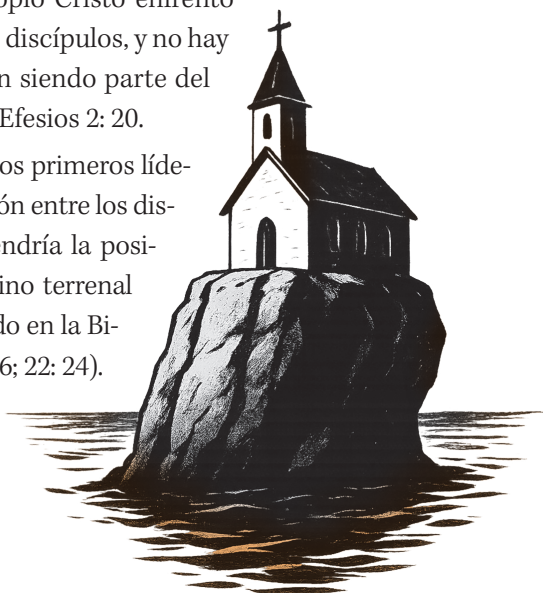 opio Cristo enfrentó
discípulos, y no hay
n siendo parte del
Efesios 2: 20.
os primeros líde-
ón entre los dis-
endría la posi-
ino terrenal
do en la Bi-
6; 22: 24).